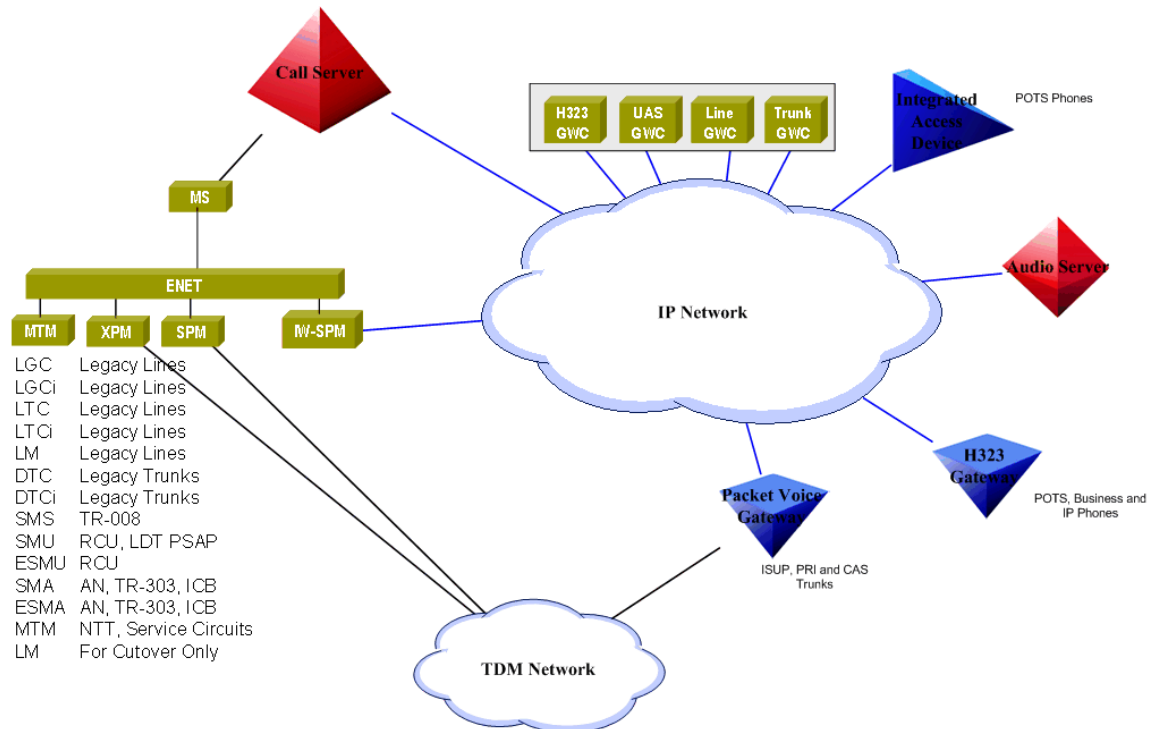 Call Server
H323
GWC
UAS
GWC
Line
GWC
Trunk
GWC
Integrated
Access
Device
POTS Phones
MS
ENET
MTM
XPM
SPM
IW-SPM
IP Network
Audio Server
LGC Legacy Lines
LGCi Legacy Lines
LTC Legacy Lines
LTCi Legacy Lines
LM Legacy Lines
DTC Legacy Trunks
DTCi Legacy Trunks
SMS TR-008
SMU RCU, LDT PSAP
ESMU RCU
SMA AN, TR-303, ICB
ESMA AN, TR-303, ICB
MTM NTT, Service Circuits
LM For Cutover Only
H323
Gateway
POTS, Business and
IP Phones
Packet Voice
Gateway
ISUP, PRI and CAS
Trunks
TDM Network